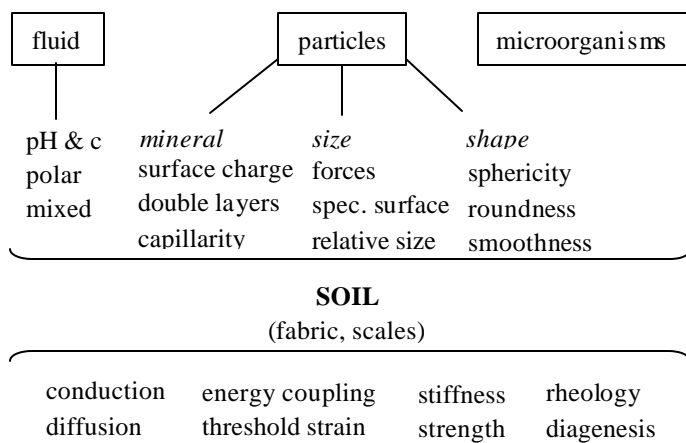 fluid particles microorganisms
pH & c mineral size shape
polar surface charge forces sphericity
mixed double layers spec. surface roundness
capillarity relative size smoothness
SOIL
(fabric, scales)
conduction energy coupling stiffness rheology
diffusion threshold strain strength diagenesis